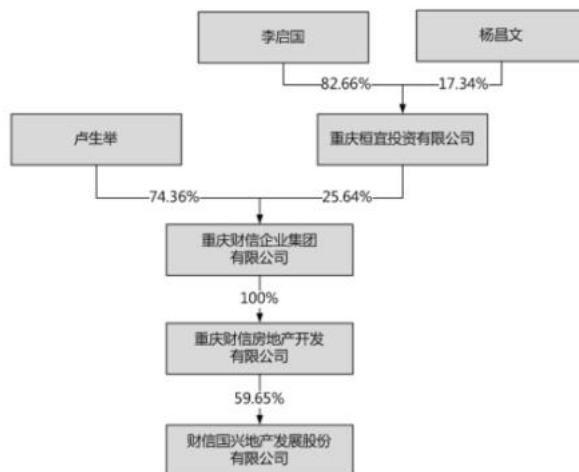 李启国
杨昌文
82.66%
17.34%
卢生举
重庆桓宜投资有限公司
74.36%
25.64%
重庆财信企业集团
有限公司
100%
重庆财信房地产开发
有限公司
59.65%
财信国兴地产发展股份
有限公司